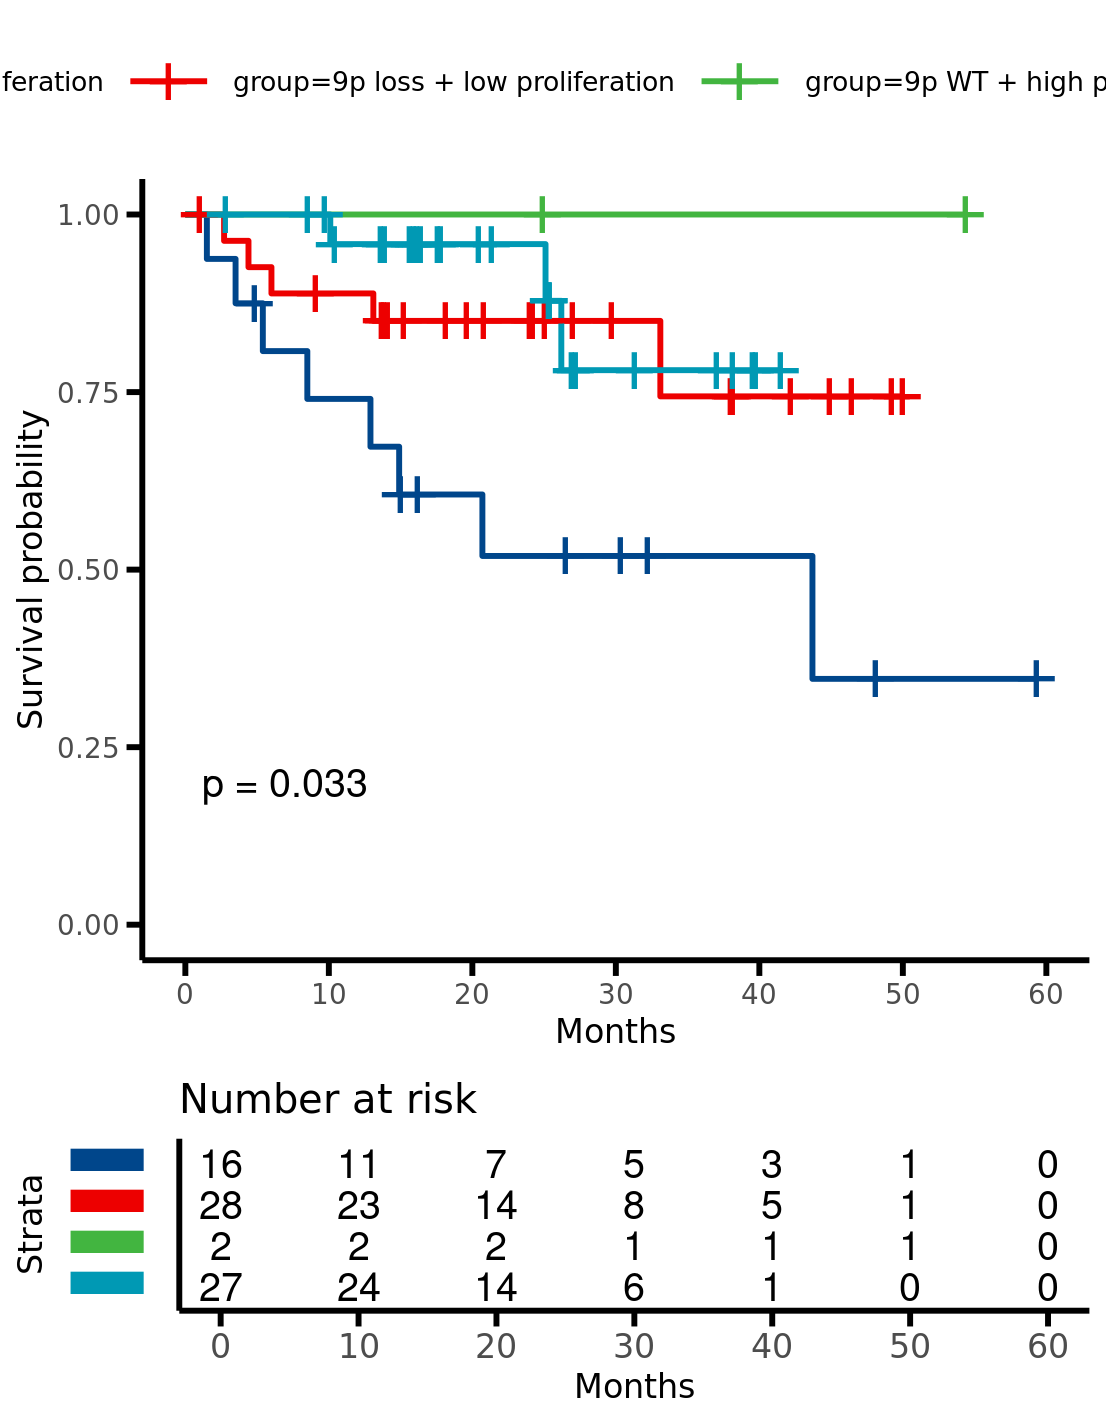 feration group=9p loss + low proliferation group=9p WT + high p
1.00
0.75
0.50
0.25
0.00
Survival probability
p = 0.033
0 10 20 30 40 50 60
Months
Number at risk
Strata
16 11 7 5 3 1 0
28 23 14 8 5 1 0
2 2 2 1 1 1 0
27 24 14 6 1 0 0
0 10 20 30 40 50 60
Months